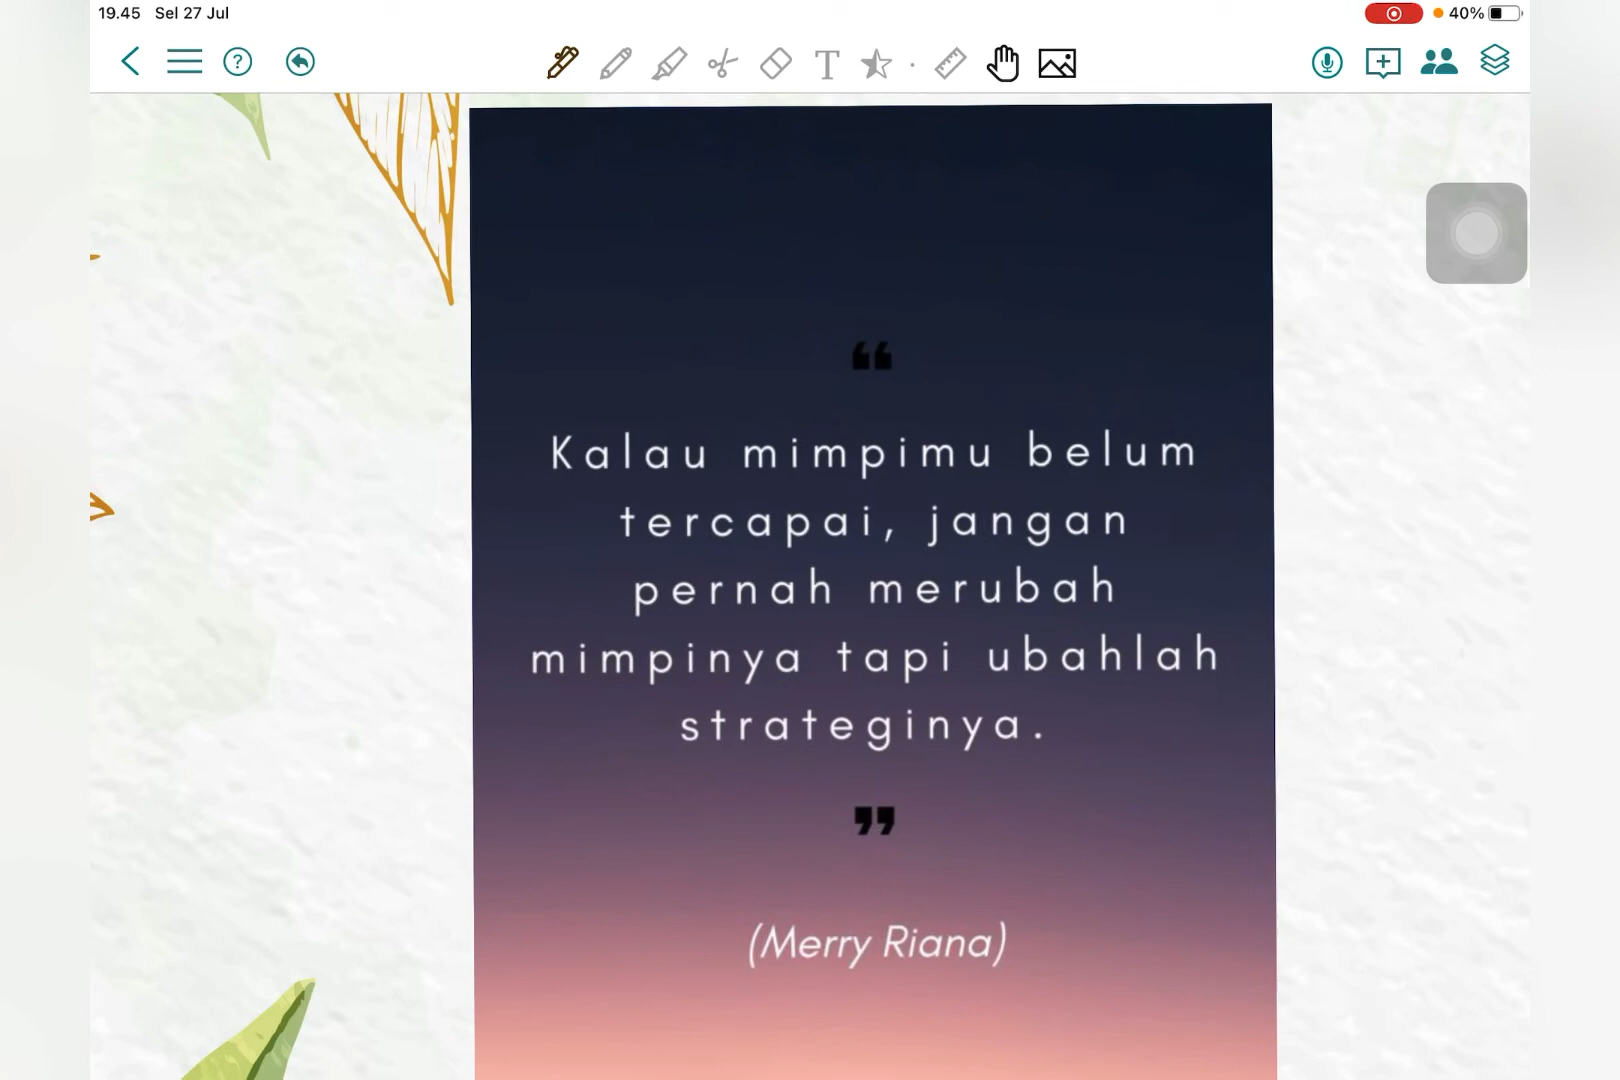 19.45 Sel 27 Jul
40%
T
“
Kalau mimpimu belum
tercapai, jangan
pernah merubah
mimpinya tapi ubahlah
strateginya.
”
(Merry Riana)